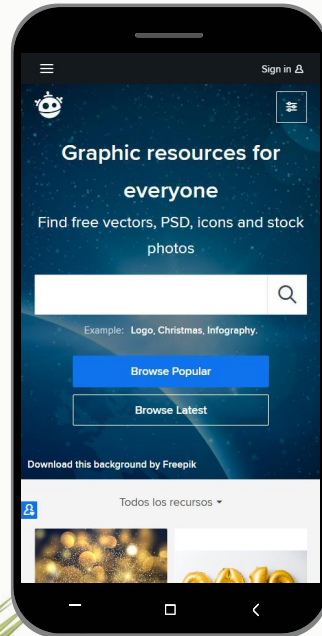 Sign in
Graphic resources for
everyone
Find free vectors, PSD, icons and stock
photos
Example: Logo, Christmas, Infography.
Browse Popular
Browse Latest
Download this background by Freepik
Todos los recursos